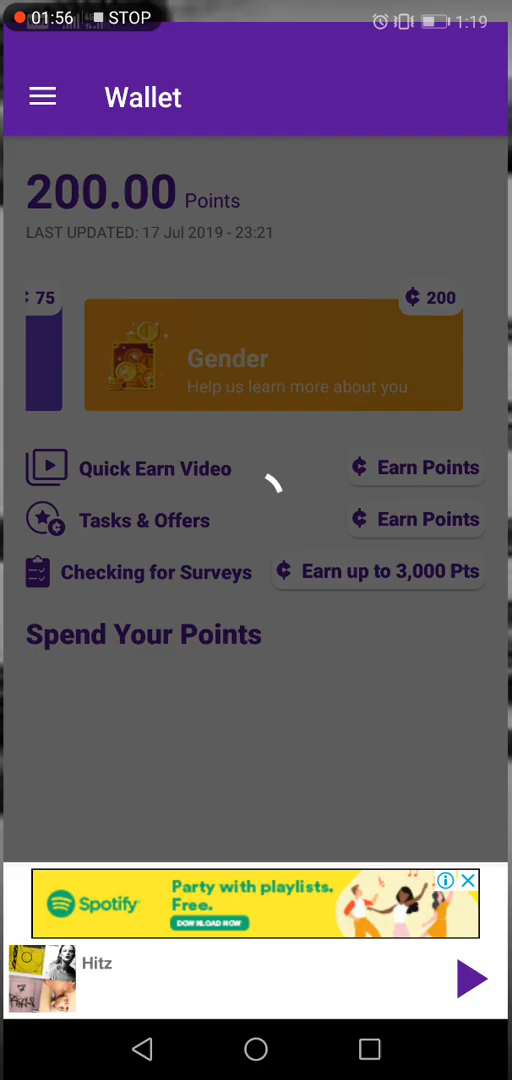 01:56 STOP
1:19
Wallet
200.00 Points
LAST UPDATED: 17 Jul 2019 - 23:21
75
200
Gender
Help us learn more about you
Quick Earn Video
Earn Points
Tasks & Offers
Earn Points
Checking for Surveys
Earn up to 3,000 Pts
Spend Your Points
Spotify
Party with playlists.
Free.
DOWNLOAD NOW
Hitz